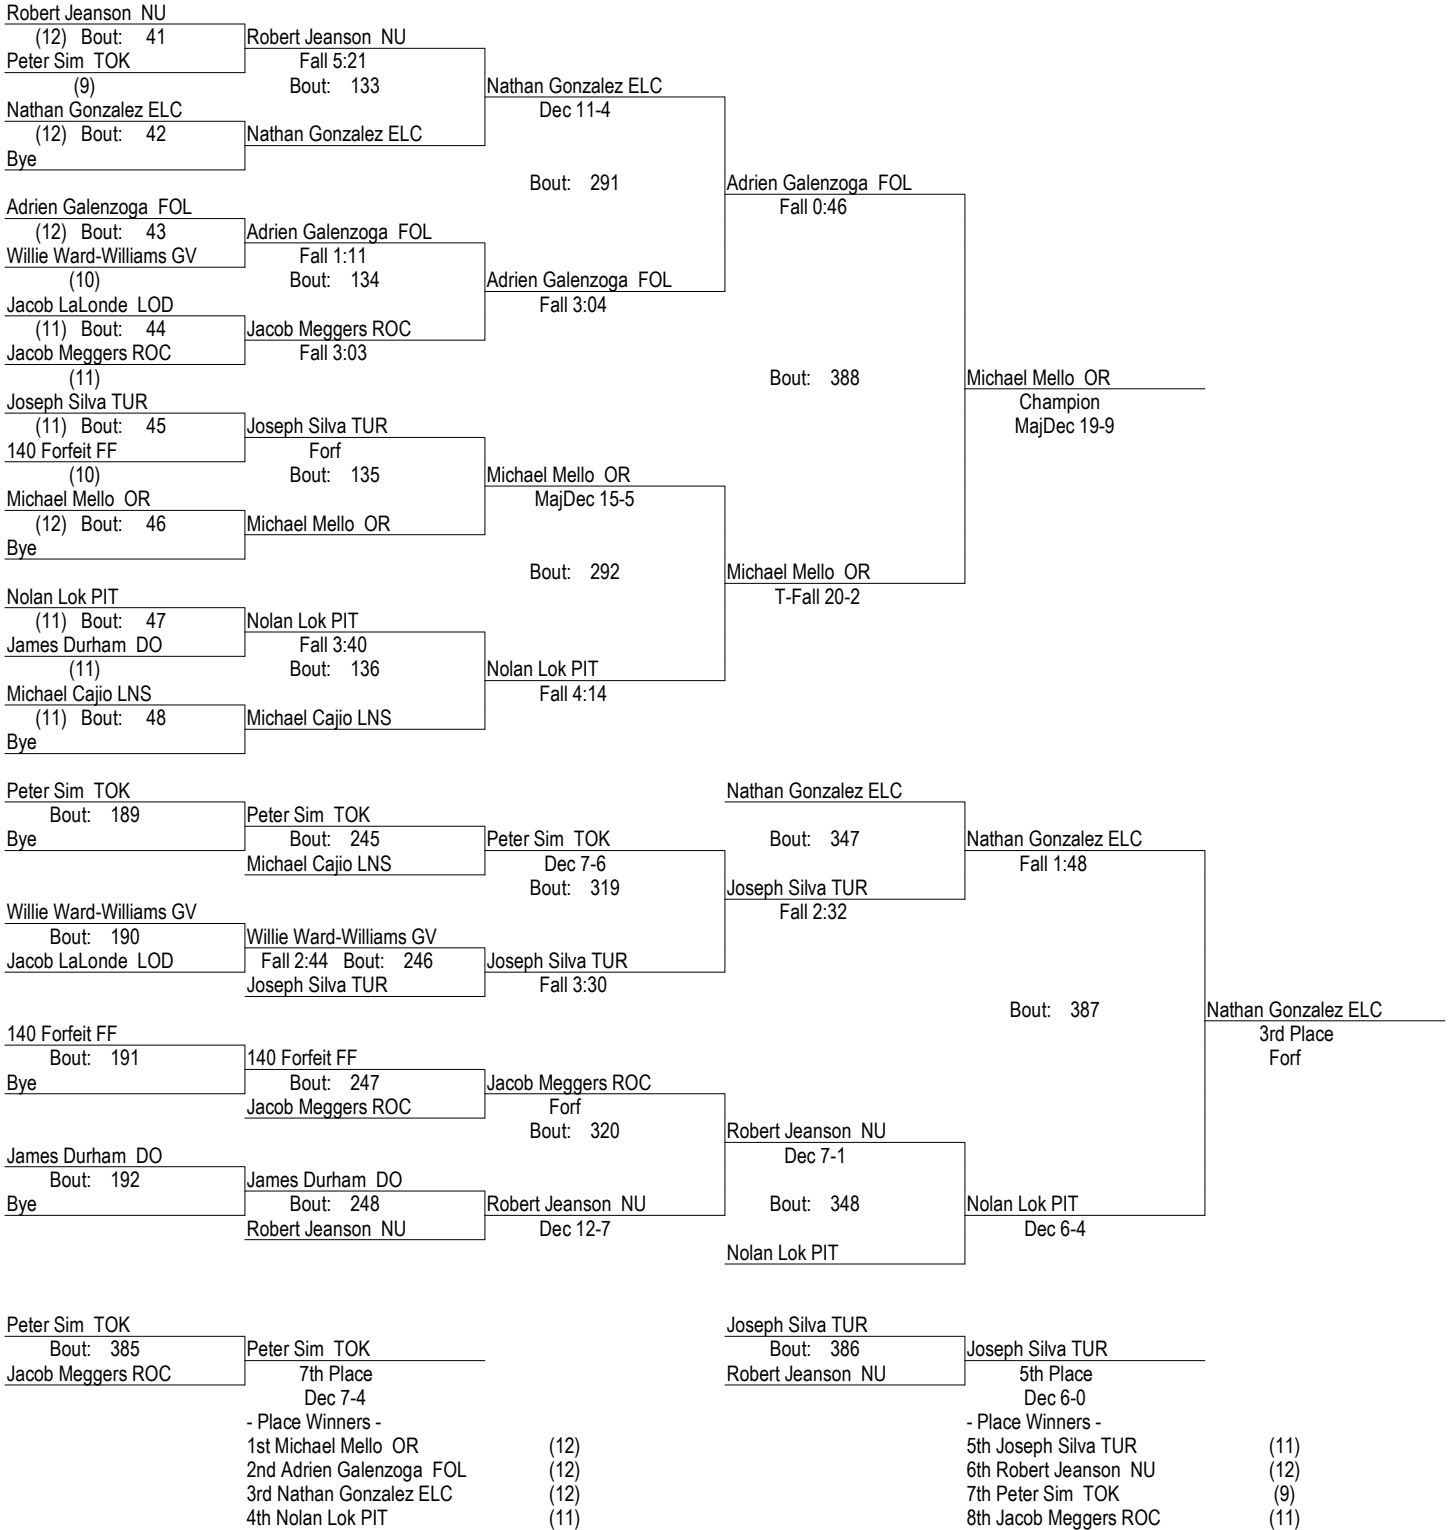 Robert Jeanson NU
(12) Bout: 41 Robert Jeanson NU
Peter Sim TOK Fall 5:21
(9) Bout: 133 Nathan Gonzalez ELC
Nathan Gonzalez ELC Dec 11-4
(12) Bout: 42 Nathan Gonzalez ELC
Bye
Bout: 291 Adrien Galenzoga FOL
Adrien Galenzoga FOL Fall 0:46
(12) Bout: 43 Adrien Galenzoga FOL
Willie Ward-Williams GV Fall 1:11
(10) Bout: 134 Adrien Galenzoga FOL
Jacob LaLonde LOD Fall 3:04
(11) Bout: 44 Jacob Meggers ROC
Jacob Meggers ROC Fall 3:03
(11) Bout: 388 Michael Mello OR
Joseph Silva TUR Champion
(11) Bout: 45 Joseph Silva TUR MajDec 19-9
140 Forfeit FF Forf
(10) Bout: 135 Michael Mello OR
Michael Mello OR MajDec 15-5
(12) Bout: 46 Michael Mello OR
Bye
Bout: 292 Michael Mello OR
Nolan Lok PIT T-Fall 20-2
(11) Bout: 47 Nolan Lok PIT
James Durham DO Fall 3:40
(11) Bout: 136 Nolan Lok PIT
Michael Cajio LNS Fall 4:14
(11) Bout: 48 Michael Cajio LNS
Bye
Peter Sim TOK Nathan Gonzalez ELC
Bout: 189 Peter Sim TOK
Bye Bout: 245 Peter Sim TOK Bout: 347 Nathan Gonzalez ELC
Michael Cajio LNS Dec 7-6 Fall 1:48
Bout: 319 Joseph Silva TUR
Willie Ward-Williams GV Fall 2:32
Bout: 190 Willie Ward-Williams GV
Jacob LaLonde LOD Fall 2:44 Bout: 246 Joseph Silva TUR
Joseph Silva TUR Fall 3:30
Bout: 387 Nathan Gonzalez ELC
140 Forfeit FF 3rd Place
Bout: 191 140 Forfeit FF Forf
Bye Bout: 247 Jacob Meggers ROC
Jacob Meggers ROC Forf
Bout: 320 Robert Jeanson NU
James Durham DO Dec 7-1
Bout: 192 James Durham DO
Bye Bout: 248 Robert Jeanson NU Bout: 348 Nolan Lok PIT
Robert Jeanson NU Dec 12-7 Dec 6-4
Nolan Lok PIT
Peter Sim TOK Joseph Silva TUR
Bout: 385 Peter Sim TOK Bout: 386 Joseph Silva TUR
Jacob Meggers ROC 7th Place Robert Jeanson NU 5th Place
Dec 7-4 Dec 6-0
- Place Winners - - Place Winners -
1st Michael Mello OR (12) 5th Joseph Silva TUR (11)
2nd Adrien Galenzoga FOL (12) 6th Robert Jeanson NU (12)
3rd Nathan Gonzalez ELC (12) 7th Peter Sim TOK (9)
4th Nolan Lok PIT (11) 8th Jacob Meggers ROC (11)